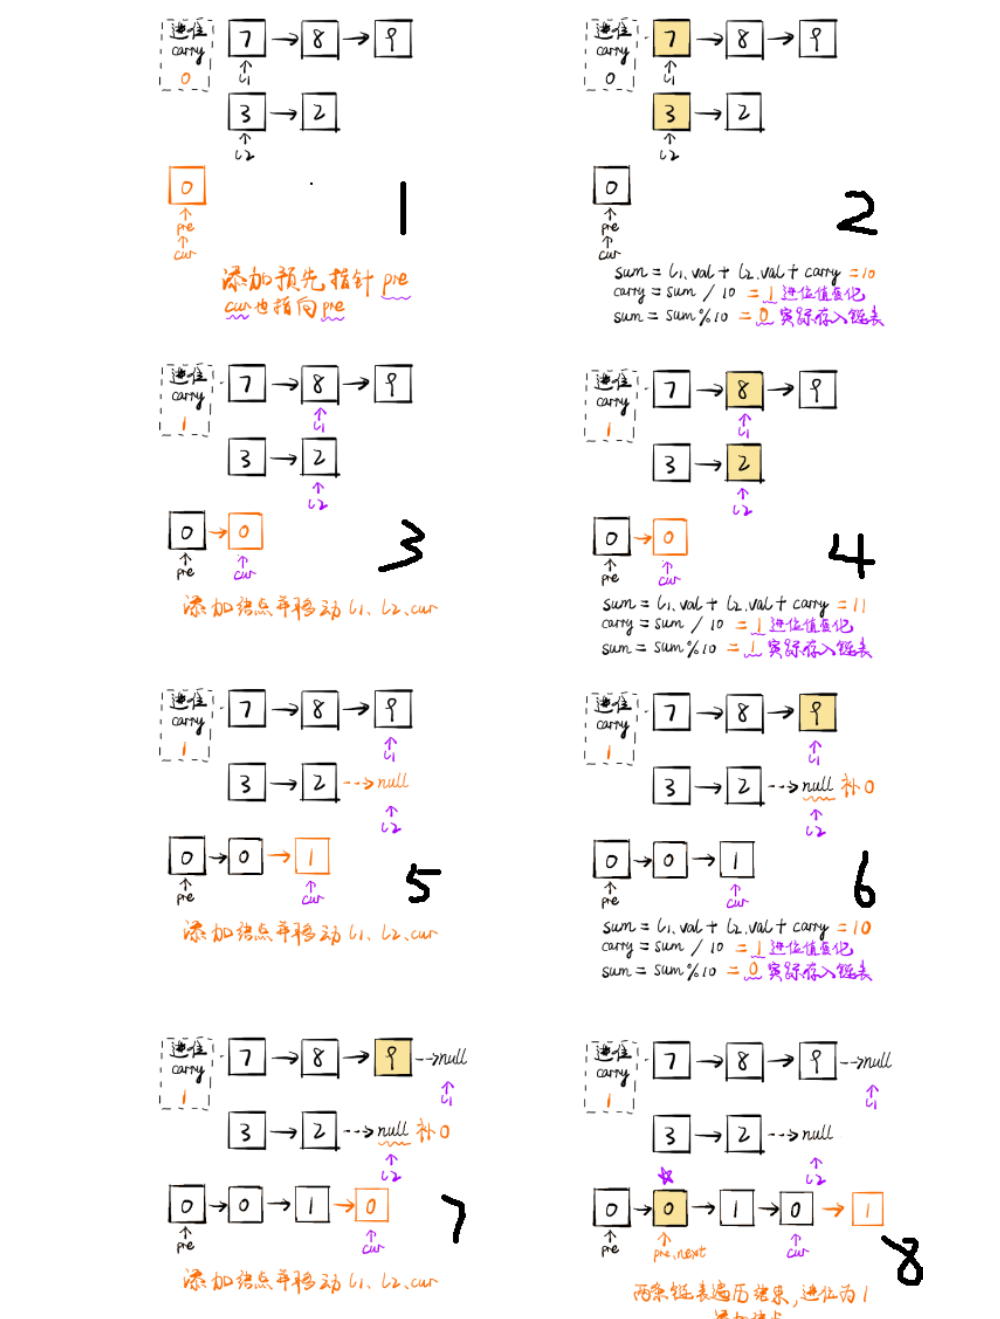 进位
carry
0
7 8 9
l1
3 2
l2
0
pre
cur
1
添加预先指针 pre
cur也指向pre
进位
carry
0
7 8 9
l1
3 2
l2
0
pre
cur
2
sum = l1.val + l2.val + carry = 10
carry = sum / 10 = 1 进位值变化
sum = sum % 10 = 0 实际存入链表
进位
carry
1
7 8 9
l1
3 2
l2
0 0
pre cur
3
添加结点并移动 l1、l2、cur
进位
carry
1
7 8 9
l1
3 2
l2
0 0
pre cur
4
sum = l1.val + l2.val + carry = 11
carry = sum / 10 = 1 进位值变化
sum = sum % 10 = 1 实际存入链表
进位
carry
1
7 8 9
l1
3 2 null
l2
0 0 1
pre cur
5
添加结点并移动 l1、l2、cur
进位
carry
1
7 8 9
l1
3 2 null 补0
l2
0 0 1
pre cur
6
sum = l1.val + l2.val + carry = 10
carry = sum / 10 = 1 进位值变化
sum = sum % 10 = 0 实际存入链表
进位
carry
1
7 8 9 null
l1
3 2 null 补0
l2
0 0 1 0
pre cur
7
添加结点并移动 l1、l2、cur
进位
carry
1
7 8 9 null
l1
3 2 null
l2
0 0 1 0 1
pre pre.next cur
8
两条链表遍历结束，进位为1